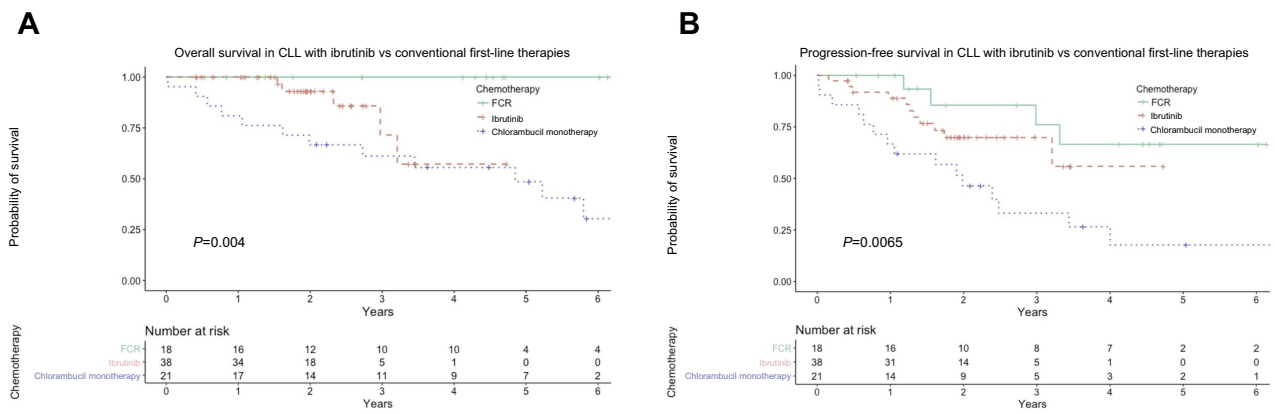 A
Overall survival in CLL with ibrutinib vs conventional first-line therapies
Probability of survival
1.00
0.75
0.50
0.25
0.00
Chemotherapy
FCR
Ibrutinib
Chlorambucil monotherapy
P=0.004
0 1 2 3 4 5 6
Years
Number at risk
Chemotherapy
FCR 18 16 12 10 10 4 4
Ibrutinib 38 34 18 5 1 0 0
Chlorambucil monotherapy 21 17 14 11 9 7 2
0 1 2 3 4 5 6
Years
B
Progression-free survival in CLL with ibrutinib vs conventional first-line therapies
Probability of survival
1.00
0.75
0.50
0.25
0.00
Chemotherapy
FCR
Ibrutinib
Chlorambucil monotherapy
P=0.0065
0 1 2 3 4 5 6
Years
Number at risk
Chemotherapy
FCR 18 16 10 8 7 2 2
Ibrutinib 38 31 14 5 1 0 0
Chlorambucil monotherapy 21 14 9 5 3 2 1
0 1 2 3 4 5 6
Years